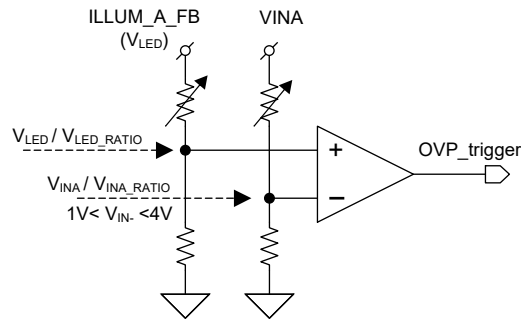 ILLUM_A_FB
(VLED)
VINA
VLED / VLED_RATIO
VINA / VINA_RATIO
1V< VIN- <4V
+
−
OVP_trigger